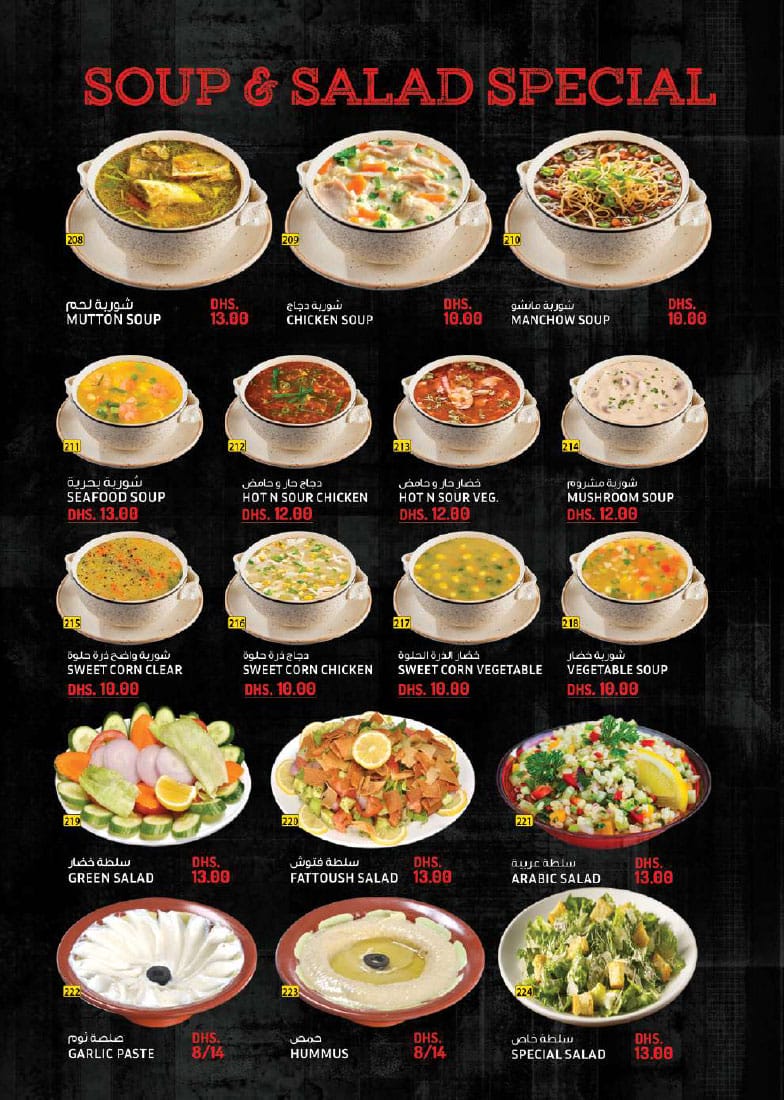 SOUP & SALAD SPECIAL
208
209
210
شوربة لحم
MUTTON SOUP
DHS.
13.00
شوربة دجاج
CHICKEN SOUP
DHS.
10.00
شوربة مانشو
MANCHOW SOUP
DHS.
10.00
211
212
213
214
شوربة بحرية
SEAFOOD SOUP
DHS. 13.00
دجاج حار و حامض
HOT N SOUR CHICKEN
DHS. 12.00
خضار حار و حامض
HOT N SOUR VEG.
DHS. 12.00
شوربة مشروم
MUSHROOM SOUP
DHS. 12.00
215
216
217
218
شوربة واضح ذرة حلوة
SWEET CORN CLEAR
DHS. 10.00
دجاج ذرة حلوة
SWEET CORN CHICKEN
DHS. 10.00
خضار الذرة الحلوة
SWEET CORN VEGETABLE
DHS. 10.00
شوربة خضار
VEGETABLE SOUP
DHS. 10.00
219
220
221
سلطة خضار
GREEN SALAD
DHS.
13.00
سلطة فتوش
FATTOUSH SALAD
DHS.
13.00
سلطة عربية
ARABIC SALAD
DHS.
13.00
222
223
224
صلصة ثوم
GARLIC PASTE
DHS.
8/14
حمص
HUMMUS
DHS.
8/14
سلطة خاص
SPECIAL SALAD
DHS.
13.00